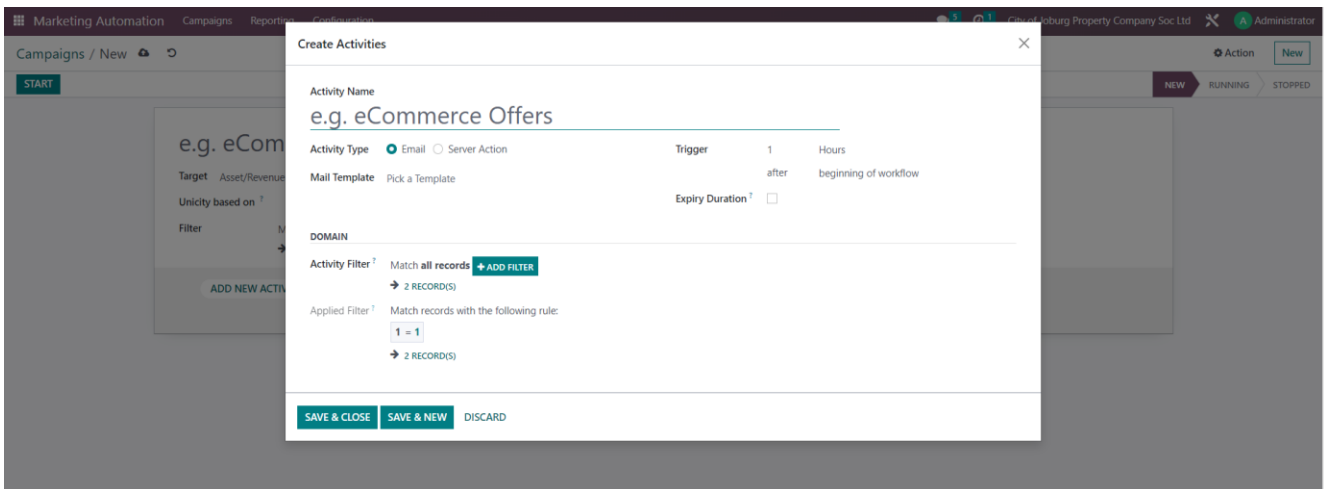 Marketing Automation Campaigns Reporting Configuration 5 1 City of Joburg Property Company Soc Ltd A Administrator
Campaigns / New Action New
START NEW RUNNING STOPPED
e.g. eCom
Target Asset/Revenue
Unicity based on ?
Filter M
ADD NEW ACTIV
Create Activities
Activity Name
e.g. eCommerce Offers
Activity Type Email Server Action Trigger 1 Hours
after beginning of workflow
Mail Template Pick a Template
Expiry Duration ?
DOMAIN
Activity Filter ? Match all records + ADD FILTER
→ 2 RECORD(S)
Applied Filter ? Match records with the following rule:
1 = 1
→ 2 RECORD(S)
SAVE & CLOSE SAVE & NEW DISCARD